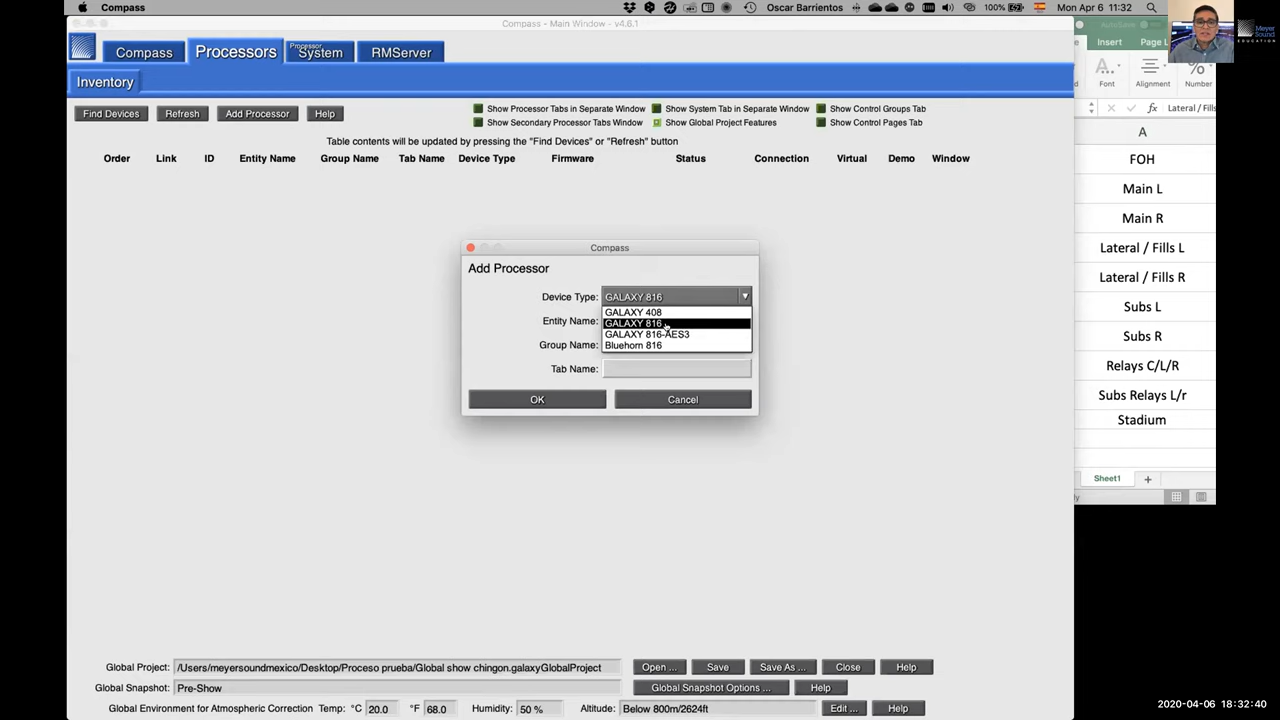 Compass
Oscar Barrientos
100%
Mon Apr 6 11:32
Compass - Main Window - v4.6.1
Compass
Processors
Processor
System
RMServer
Inventory
Find Devices
Refresh
Add Processor
Help
Show Processor Tabs in Separate Window
Show System Tab in Separate Window
Show Control Groups Tab
Show Secondary Processor Tabs Window
Show Global Project Features
Show Control Pages Tab
Table contents will be updated by pressing the "Find Devices" or "Refresh" button
Order Link ID Entity Name Group Name Tab Name Device Type Firmware Status Connection Virtual Demo Window
Compass
Add Processor
Device Type: GALAXY 816
GALAXY 408
GALAXY 816
GALAXY 816-AES3
Bluehorn 816
Entity Name:
Group Name:
Tab Name:
OK
Cancel
Global Project: /Users/meyersoundmexico/Desktop/Proceso prueba/Global show chingon.galaxyGlobalProject
Open ...
Save
Save As ...
Close
Help
Global Snapshot: Pre-Show
Global Snapshot Options ...
Help
Global Environment for Atmospheric Correction Temp: °C 20.0 °F 68.0 Humidity: 50 % Altitude: Below 800m/2624ft
Edit ...
Help
AutoSave
Insert
Page L
Font
Alignment
Number
fx
Lateral / Fills
A
FOH
Main L
Main R
Lateral / Fills L
Lateral / Fills R
Subs L
Subs R
Relays C/L/R
Subs Relays L/r
Stadium
Sheet1
Meyer Sound
EDUCATION
2020-04-06 18:32:40